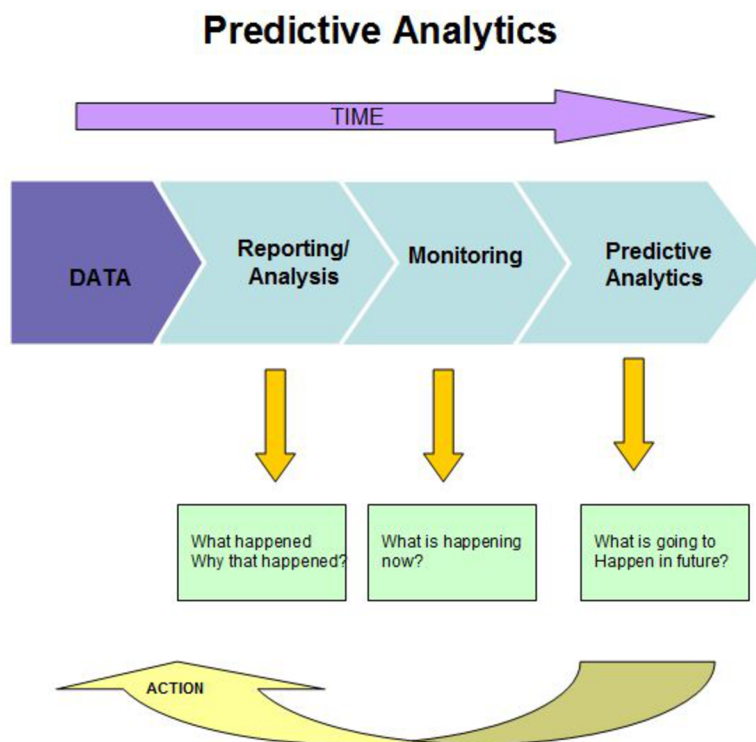 Predictive Analytics
TIME
DATA
Reporting/
Analysis
Monitoring
Predictive
Analytics
What happened
Why that happened?
What is happening
now?
What is going to
Happen in future?
ACTION